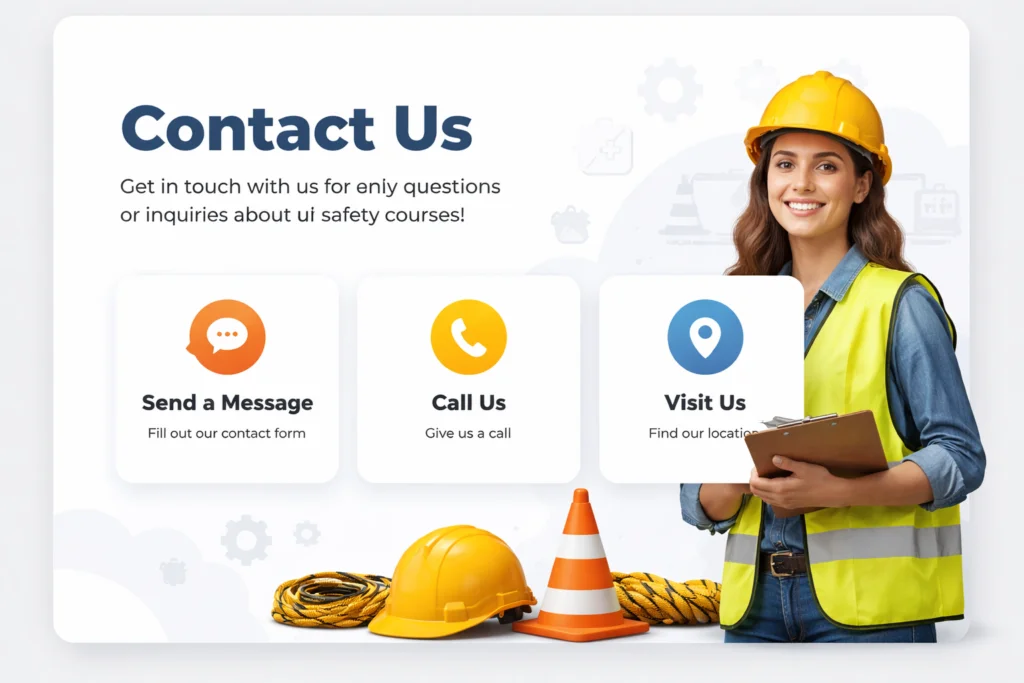 Contact Us
Get in touch with us for enly questions
or inquiries about ui safety courses!
Send a Message
Fill out our contact form
Call Us
Give us a call
Visit Us
Find our location